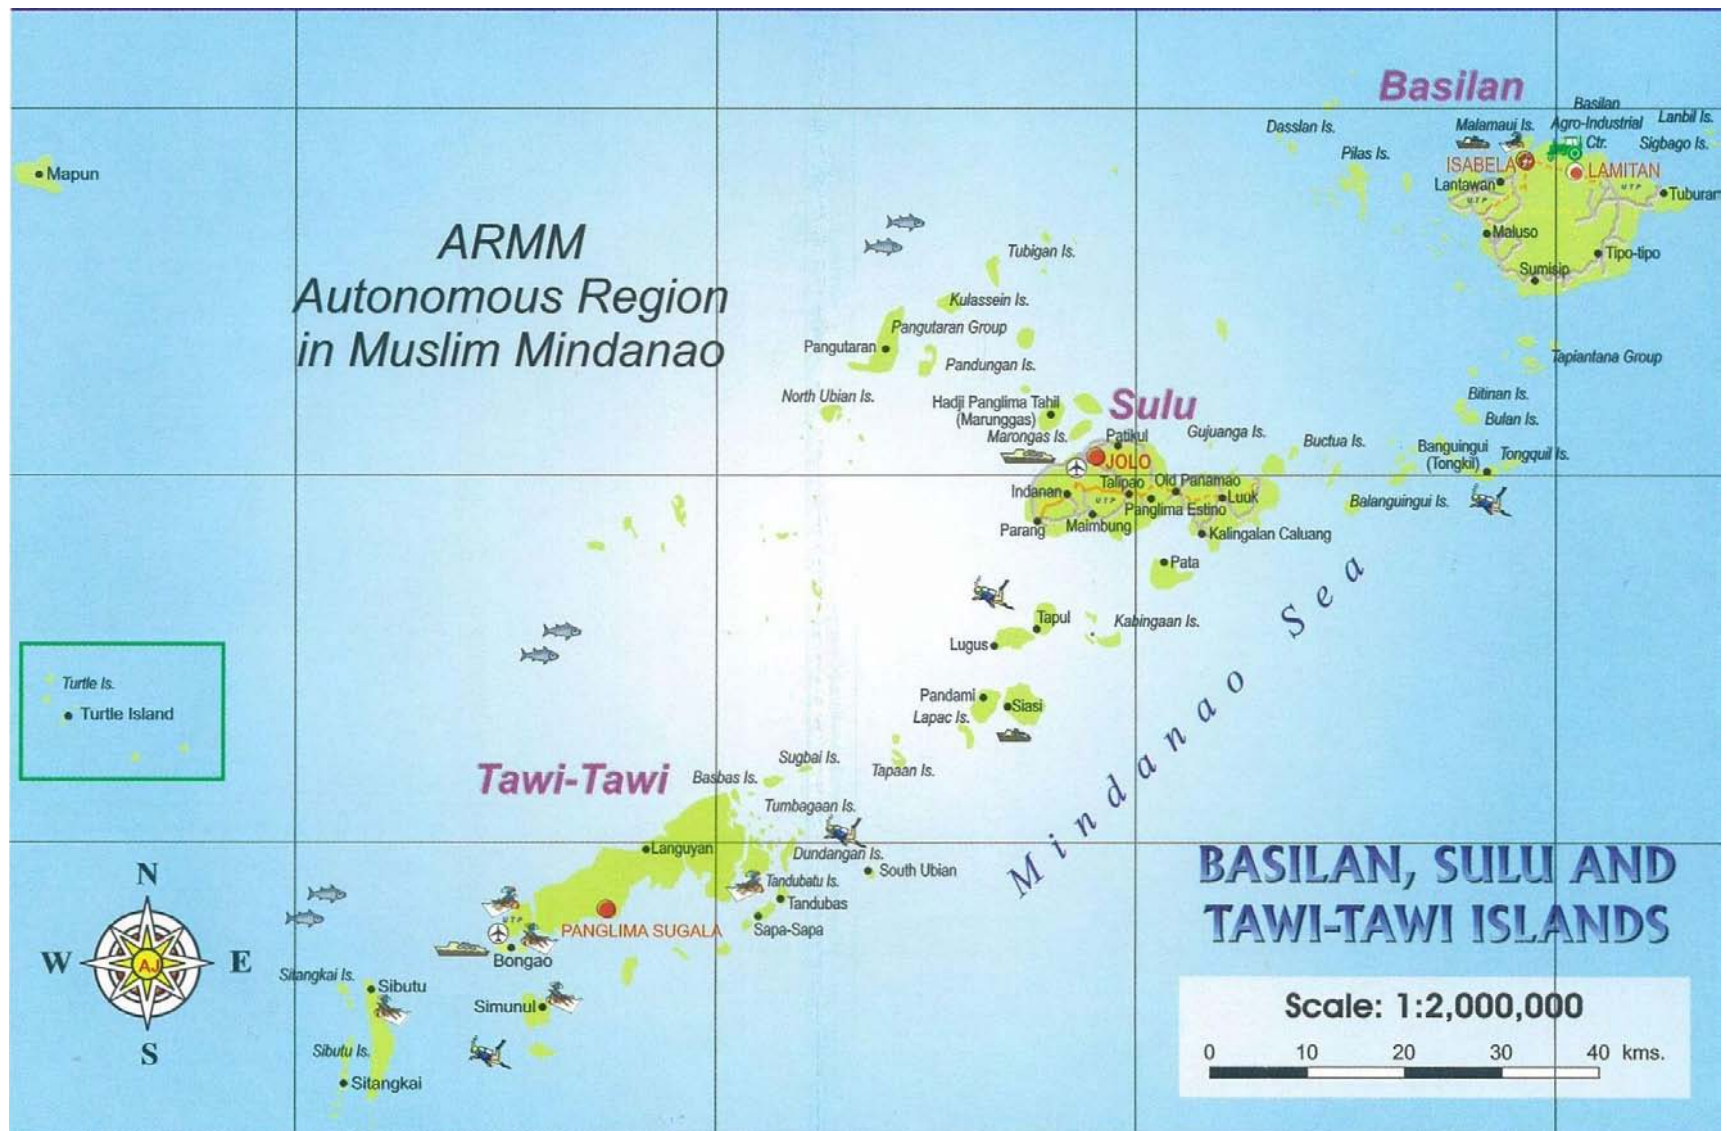 Basilan
Basilan
Agro-Industrial
Ctr.
Lanbil Is.
Dasslan Is.
Malamaui Is.
Sigbago Is.
Pilas Is.
ISABELA
LAMITAN
Mapun
Lantawan
UTP
UTP
Tuburan
ARMM
Autonomous Region
in Muslim Mindanao
Maluso
Tipo-tipo
Tubigan Is.
Sumisip
Kulassein Is.
Pangutaran Group
Pangutaran
Pandungan Is.
Tapiantana Group
North Ubian Is.
Hadji Panglima Tahil
(Marunggas)
Sulu
Bitinan Is.
Bulan Is.
Marongas Is.
Patikul
Gujuanga Is.
Buctua Is.
Banguingui
(Tongkil)
Tongquil Is.
JOLO
Indanan
Talipao
Old Panamao
UTP
Luuk
Panglima Estino
Balanguingui Is.
Parang
Maimbung
Kalingalan Caluang
Pata
Mindanao Sea
Tapul
Kabingaan Is.
Lugus
Turtle Is.
Turtle Island
Pandami
Siasi
Lapac Is.
Tawi-Tawi
Basbas Is.
Sugbai Is.
Tapaan Is.
Tumbagaan Is.
Languyan
Dundangan Is.
South Ubian
Tandubatu Is.
Tandubas
UTP
PANGLIMA SUGALA
Sapa-Sapa
Bongao
N
W
AJ
E
S
Sitangkai Is.
Sibutu
Simunul
Sibutu Is.
Sitangkai
BASILAN, SULU AND
TAWI-TAWI ISLANDS
Scale: 1:2,000,000
0 10 20 30 40 kms.